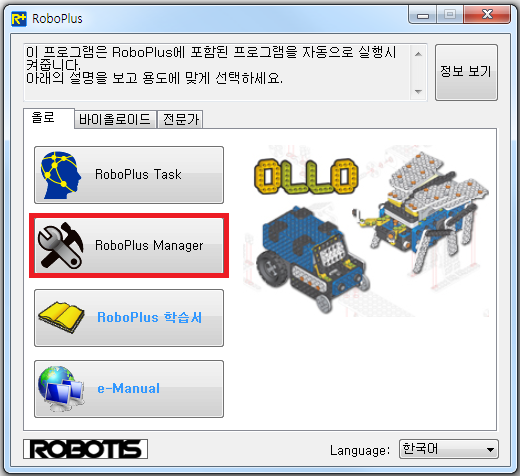 R+ RoboPlus
이 프로그램은 RoboPlus에 포함된 프로그램을 자동으로 실행시
켜줍니다.
아래의 설명을 보고 용도에 맞게 선택하세요.
정보 보기
올로 바이올로이드 전문가
RoboPlus Task
OLLO
RoboPlus Manager
RoboPlus 학습서
e-Manual
ROBOTIS
Language: 한국어